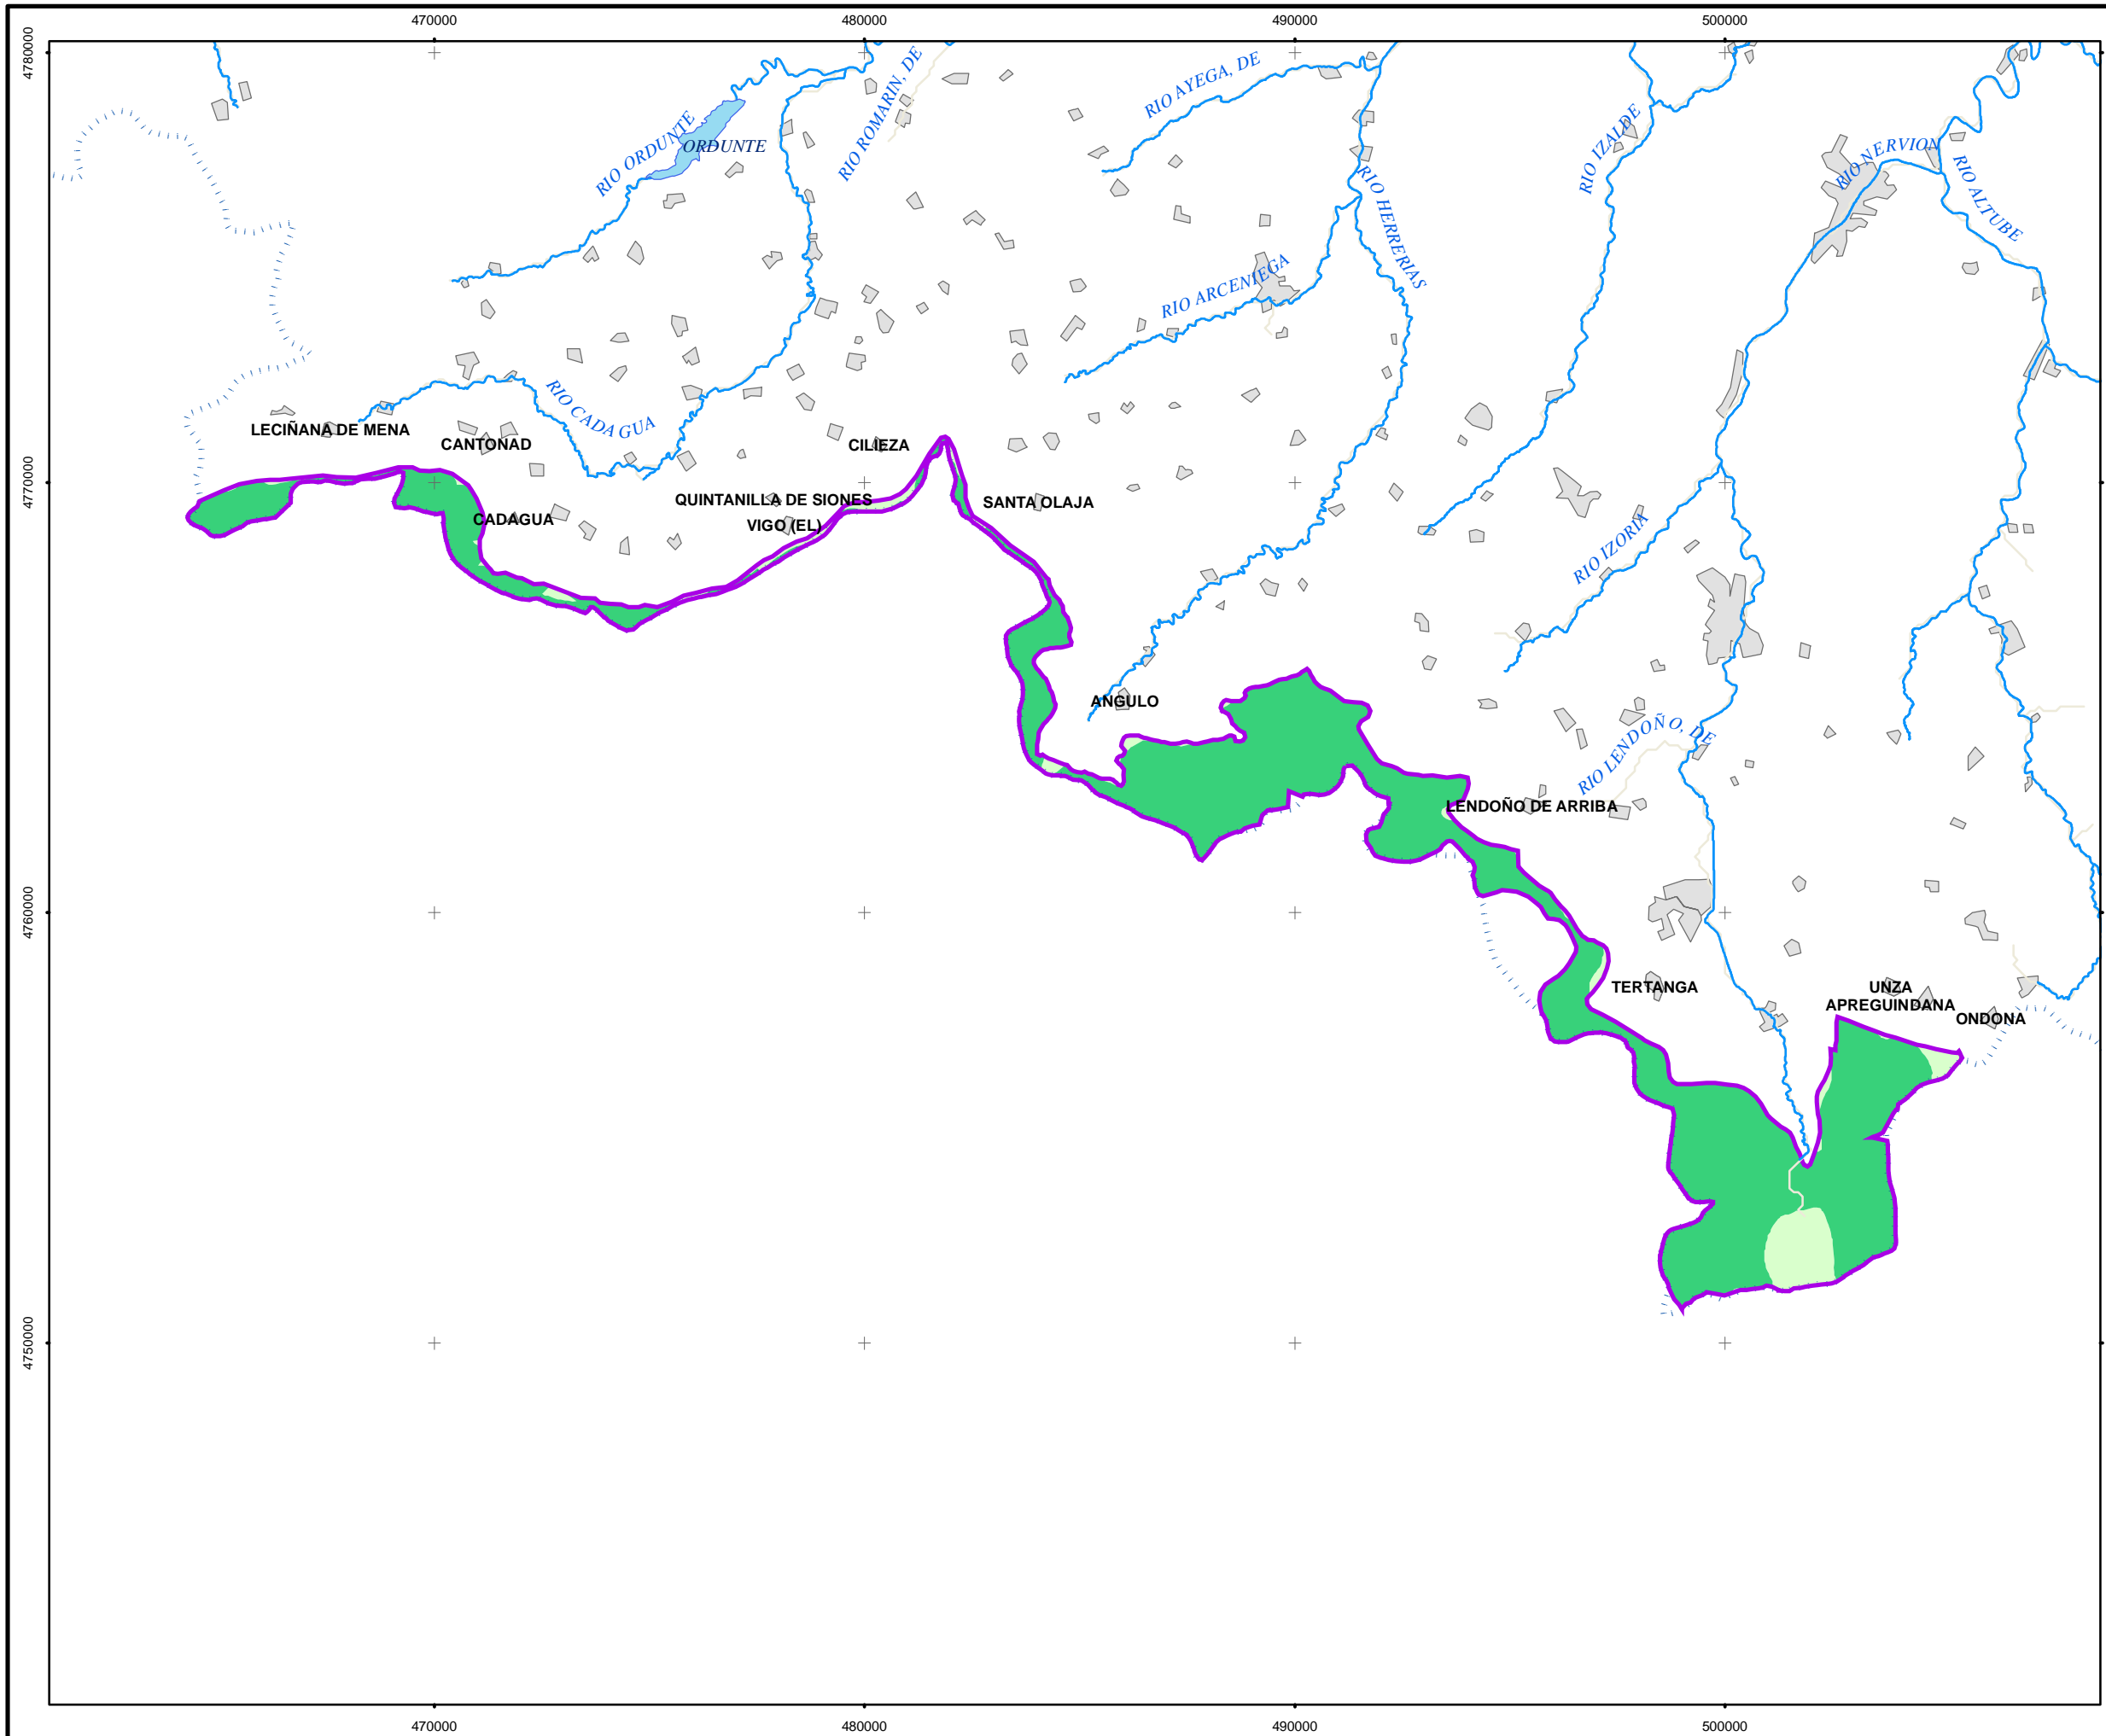 470000
480000
490000
500000
4780000
RIO ROMARIN, DE
RIO AYEGA, DE
RIO ORDUNTE
ORDUNTE
RIO IZALDE
RIO NERVION
RIO ALTUBE
RIO HERRERIAS
RIO ARCENIEGA
RIO CADAGUA
LECIÑANA DE MENA
CANTONAD
CILIEZA
4770000
QUINTANILLA DE SIONES
SANTA OLAJA
CADAGUA
VIGO (EL)
RIO IZORIA
ANGULO
RIO LENDOÑO, DE
LENDOÑO DE ARRIBA
4760000
TERTANGA
UNZA
APREGUINDANA
ONDONA
4750000
470000
480000
490000
500000